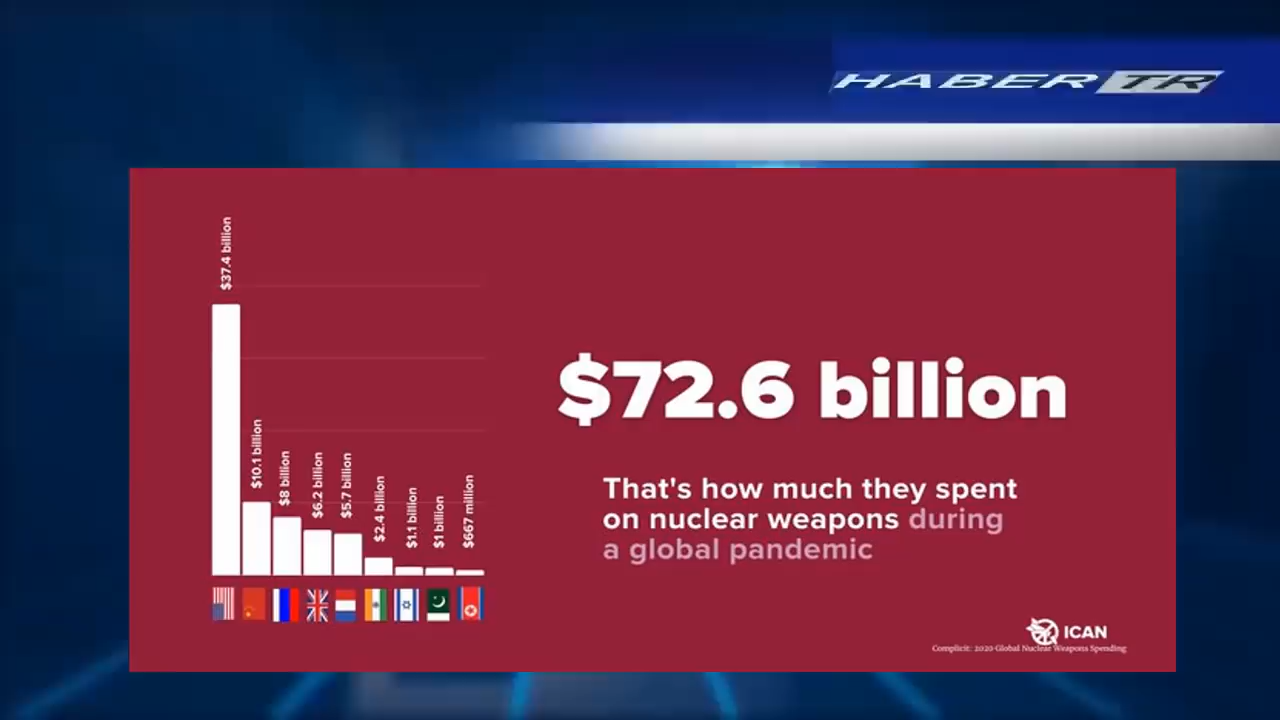 HABER TR
$37.4 billion
$10.1 billion
$8 billion
$6.2 billion
$5.7 billion
$2.4 billion
$1.1 billion
$1 billion
$667 million
$72.6 billion
That's how much they spent
on nuclear weapons during
a global pandemic
ICAN
Complicit: 2020 Global Nuclear Weapons Spending